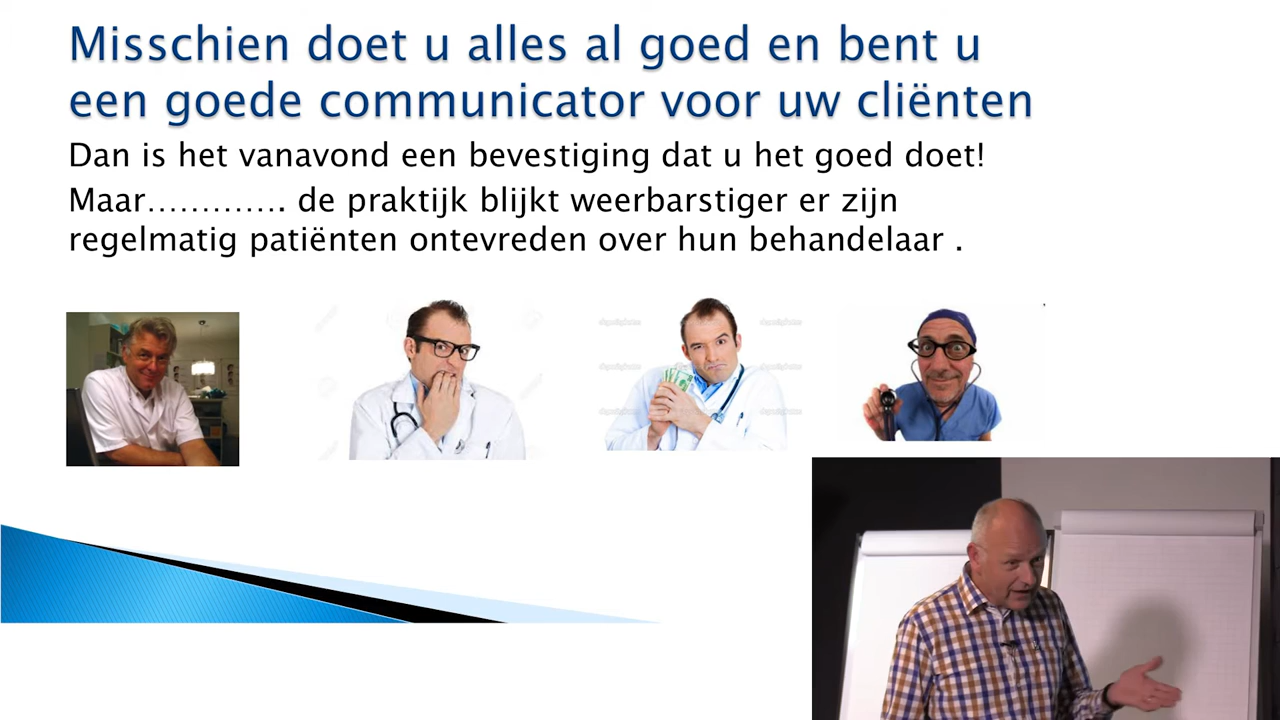 Misschien doet u alles al goed en bent u
een goede communicator voor uw cliënten
Dan is het vanavond een bevestiging dat u het goed doet!
Maar…………. de praktijk blijkt weerbarstiger er zijn
regelmatig patiënten ontevreden over hun behandelaar .